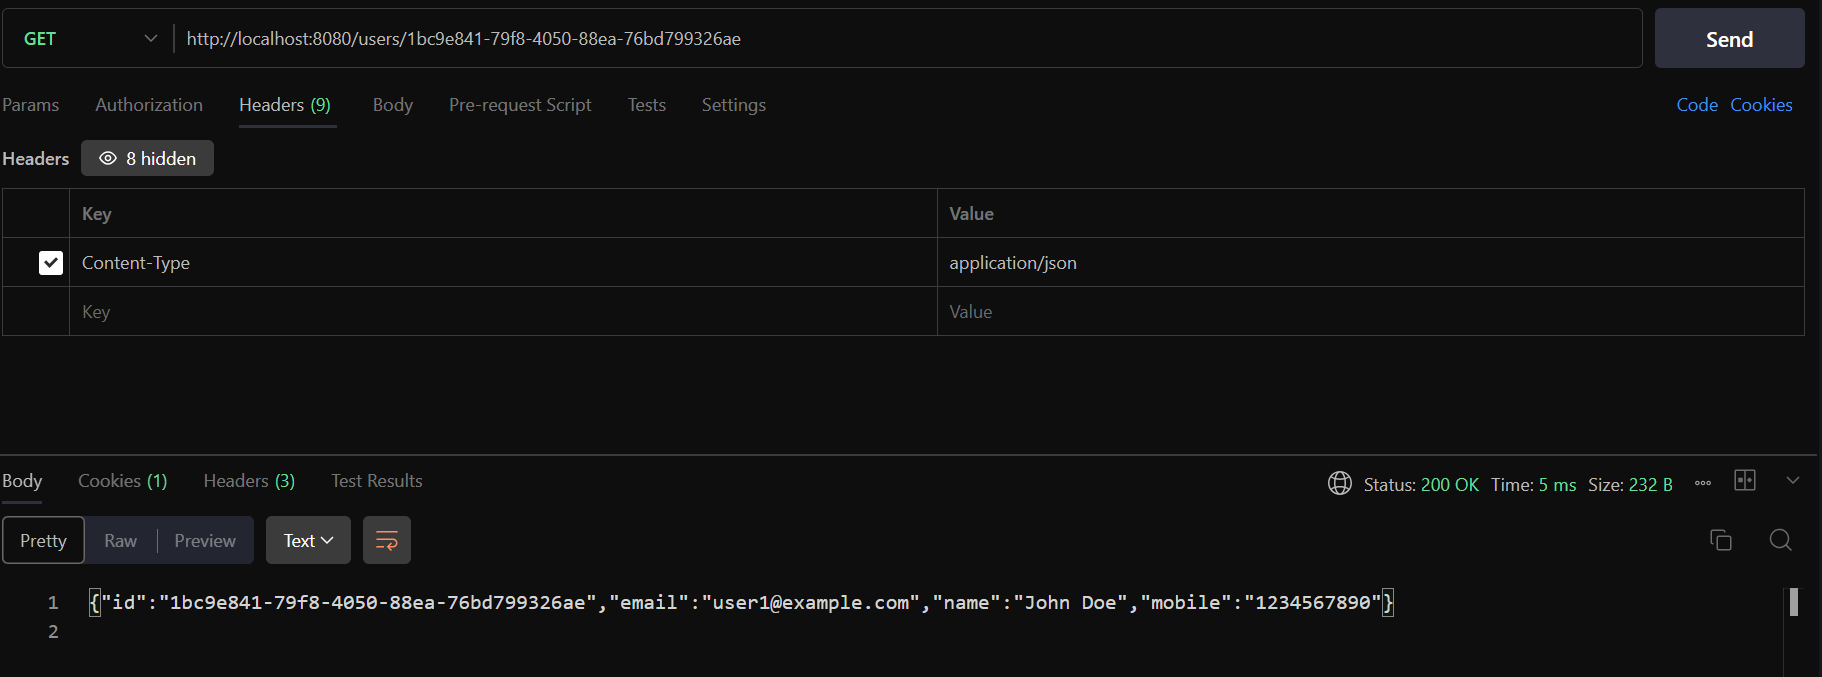 GET http://localhost:8080/users/1bc9e841-79f8-4050-88ea-76bd799326ae Send
Params Authorization Headers (9) Body Pre-request Script Tests Settings Code Cookies
Headers 8 hidden
Key Value
Content-Type application/json
Key Value
Body Cookies (1) Headers (3) Test Results Status: 200 OK Time: 5 ms Size: 232 B
Pretty Raw Preview Text
1 {"id":"1bc9e841-79f8-4050-88ea-76bd799326ae","email":"user1@example.com","name":"John Doe","mobile":"1234567890"}
2